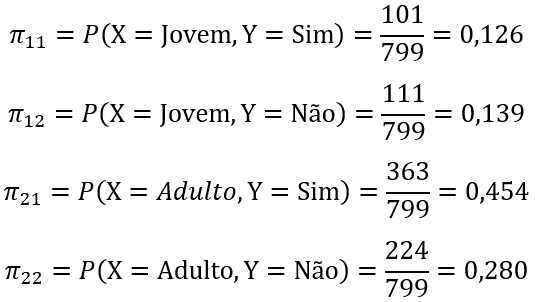 π₁₁ = P(X = Jovem, Y = Sim) = 101/799 = 0,126
π₁₂ = P(X = Jovem, Y = Não) = 111/799 = 0,139
π₂₁ = P(X = Adulto, Y = Sim) = 363/799 = 0,454
π₂₂ = P(X = Adulto, Y = Não) = 224/799 = 0,280